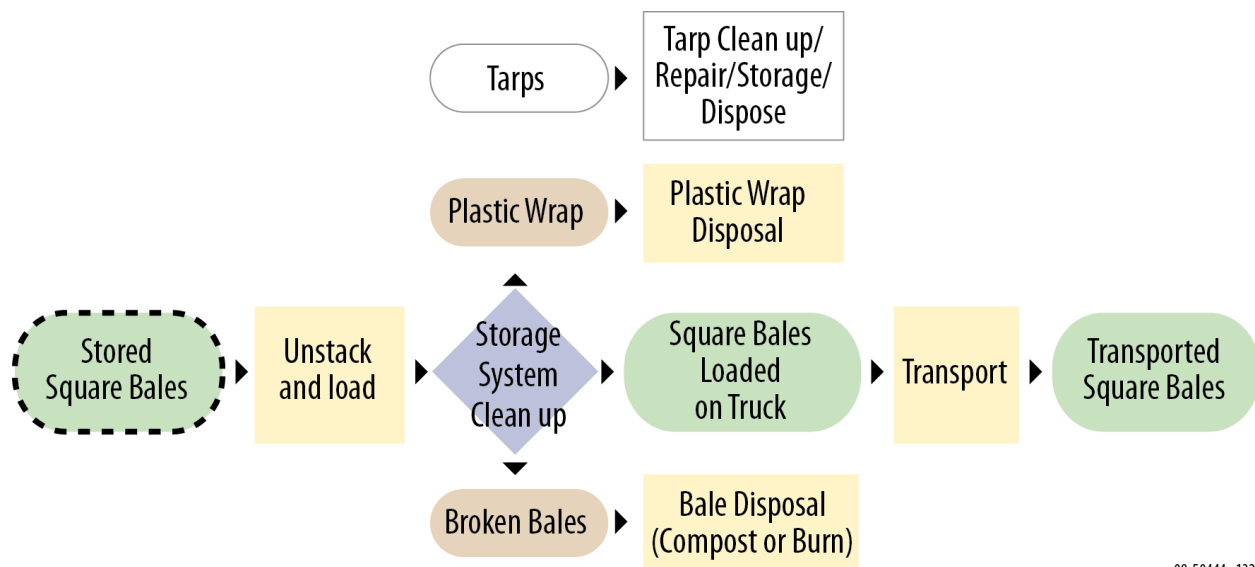 Tarps
Tarp Clean up/
Repair/Storage/
Dispose
Plastic Wrap
Plastic Wrap
Disposal
Stored
Square Bales
Unstack
and load
Storage
System
Clean up
Square Bales
Loaded
on Truck
Transport
Transported
Square Bales
Broken Bales
Bale Disposal
(Compost or Burn)